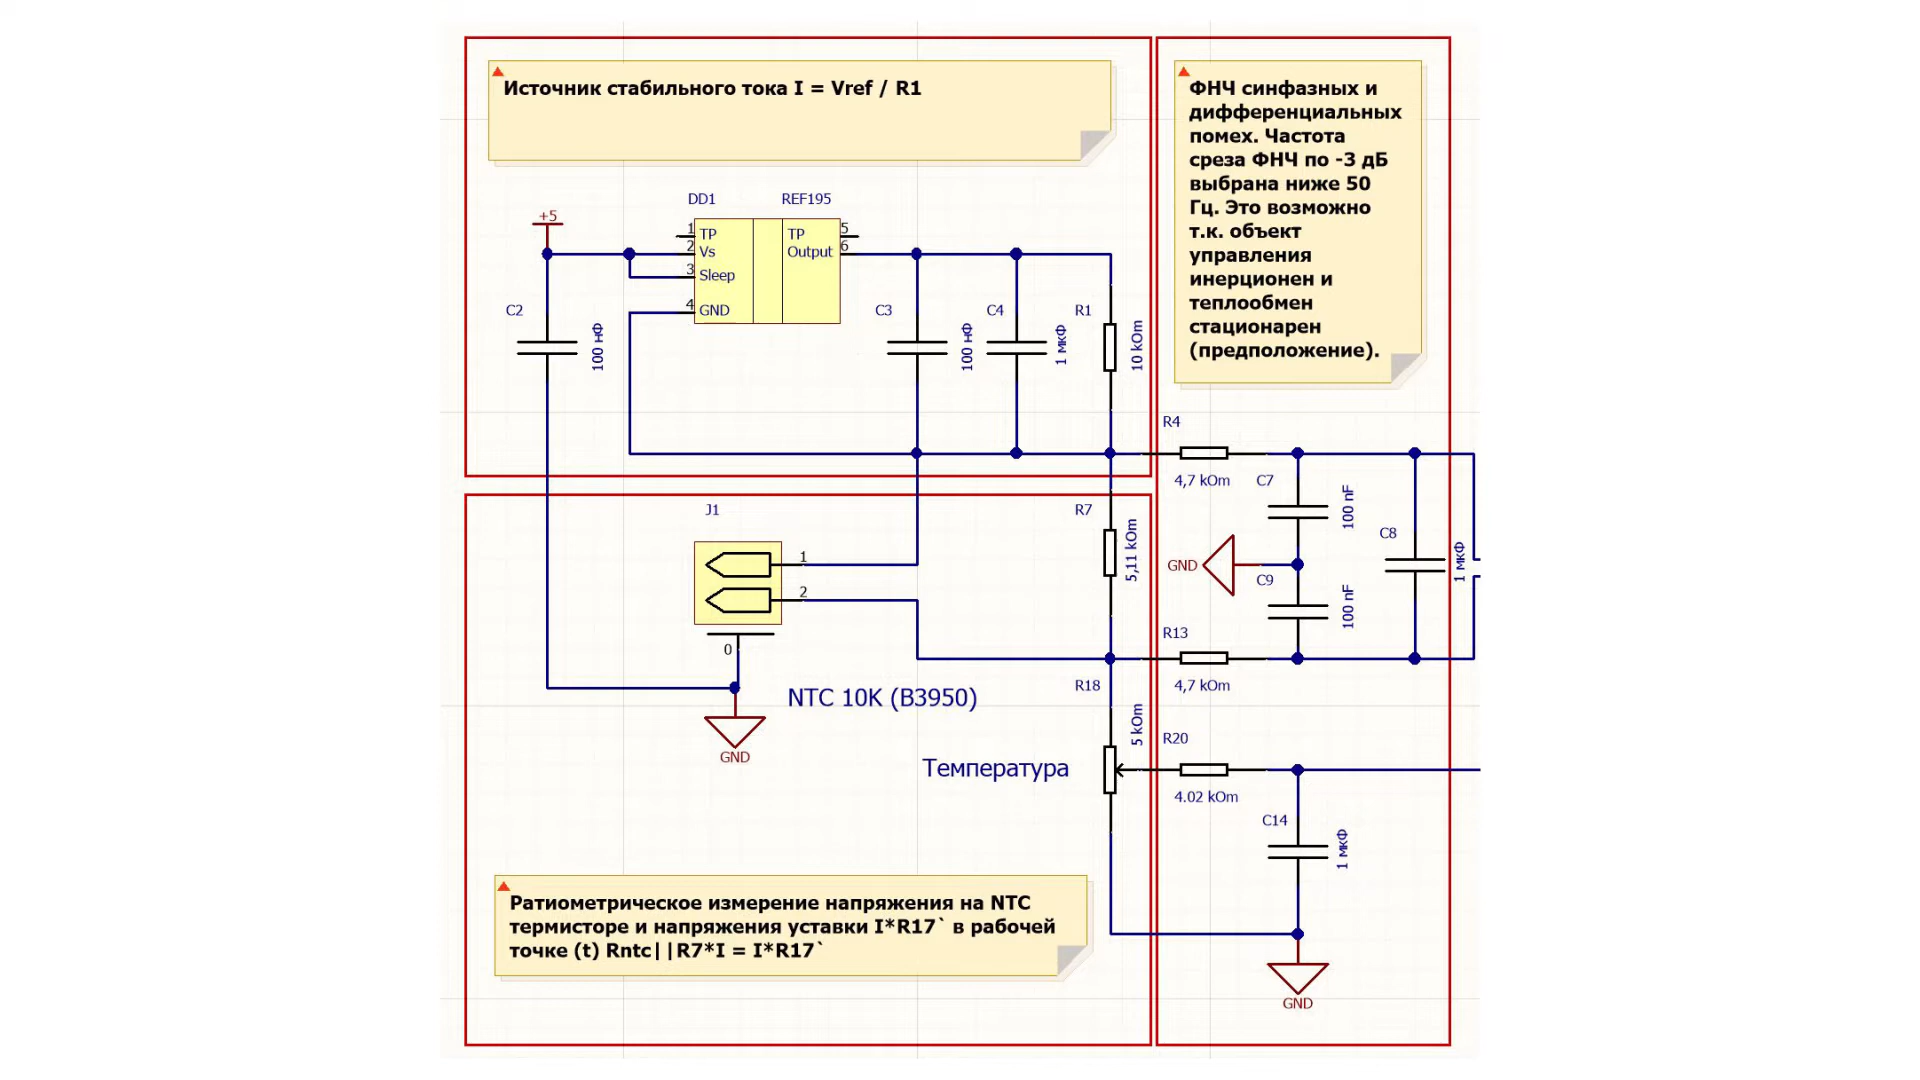 Источник стабильного тока I = Vref / R1
ФНЧ синфазных и
дифференциальных
помех. Частота
среза ФНЧ по -3 дБ
выбрана ниже 50
Гц. Это возможно
т.к. объект
управления
инерционен и
теплообмен
стационарен
(предположение).
DD1
REF195
+5
1
TP
2
Vs
3
Sleep
4
GND
TP
5
Output
6
C2
100 нФ
C3
100 нФ
C4
1 мкФ
R1
10 kOm
R4
4,7 kOm
C7
100 nF
C8
1 мкФ
GND
C9
100 nF
J1
1
2
0
GND
R7
5,11 kOm
R13
4,7 kOm
NTC 10K (B3950)
R18
5 kOm
Температура
R20
4.02 kOm
C14
1 мкФ
GND
Ратиометрическое измерение напряжения на NTC
термисторе и напряжения уставки I*R17` в рабочей
точке (t) Rntc||R7*I = I*R17`